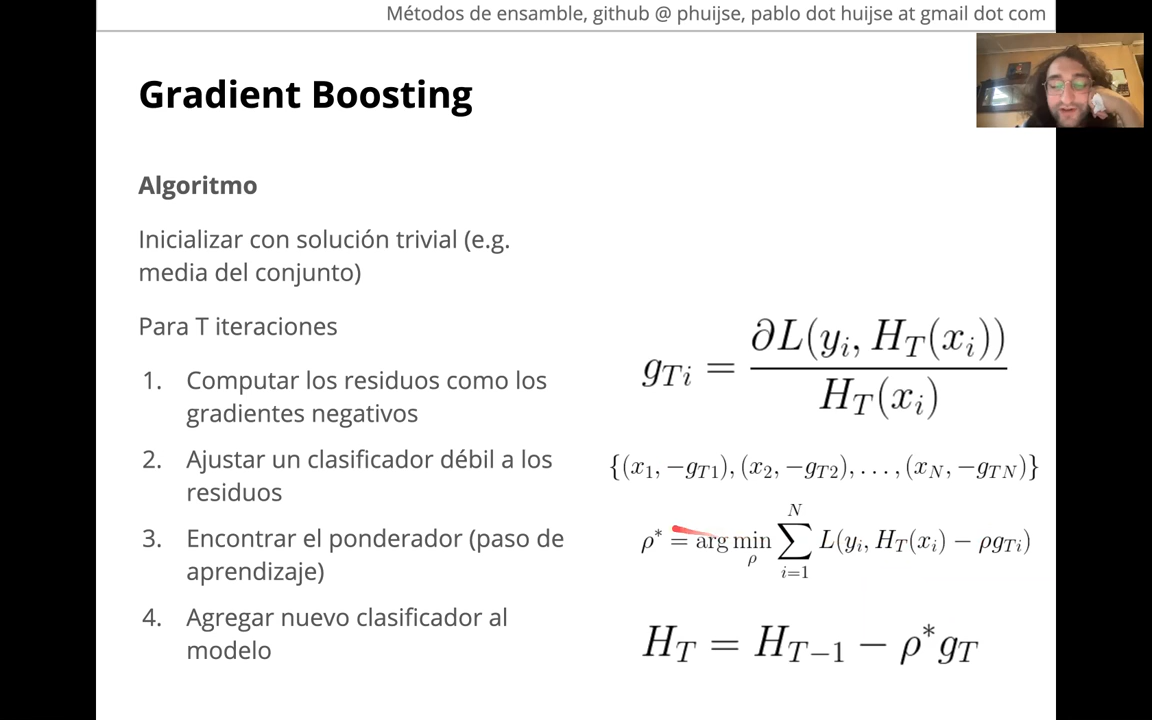 Métodos de ensamble, github @ phuijse, pablo dot huijse at gmail dot com
Gradient Boosting
Algoritmo
Inicializar con solución trivial (e.g.
media del conjunto)
Para T iteraciones
1. Computar los residuos como los
gradientes negativos
2. Ajustar un clasificador débil a los
residuos
3. Encontrar el ponderador (paso de
aprendizaje)
4. Agregar nuevo clasificador al
modelo
g_{Ti} = \frac{∂L(y_i, H_T(x_i))}{H_T(x_i)}
{(x_1, −g_{T1}), (x_2, −g_{T2}), . . . , (x_N, −g_{TN})}
ρ^* = arg min_ρ \sum_{i=1}^{N} L(y_i, H_T(x_i) − ρg_{Ti})
H_T = H_{T−1} − ρ^* g_T